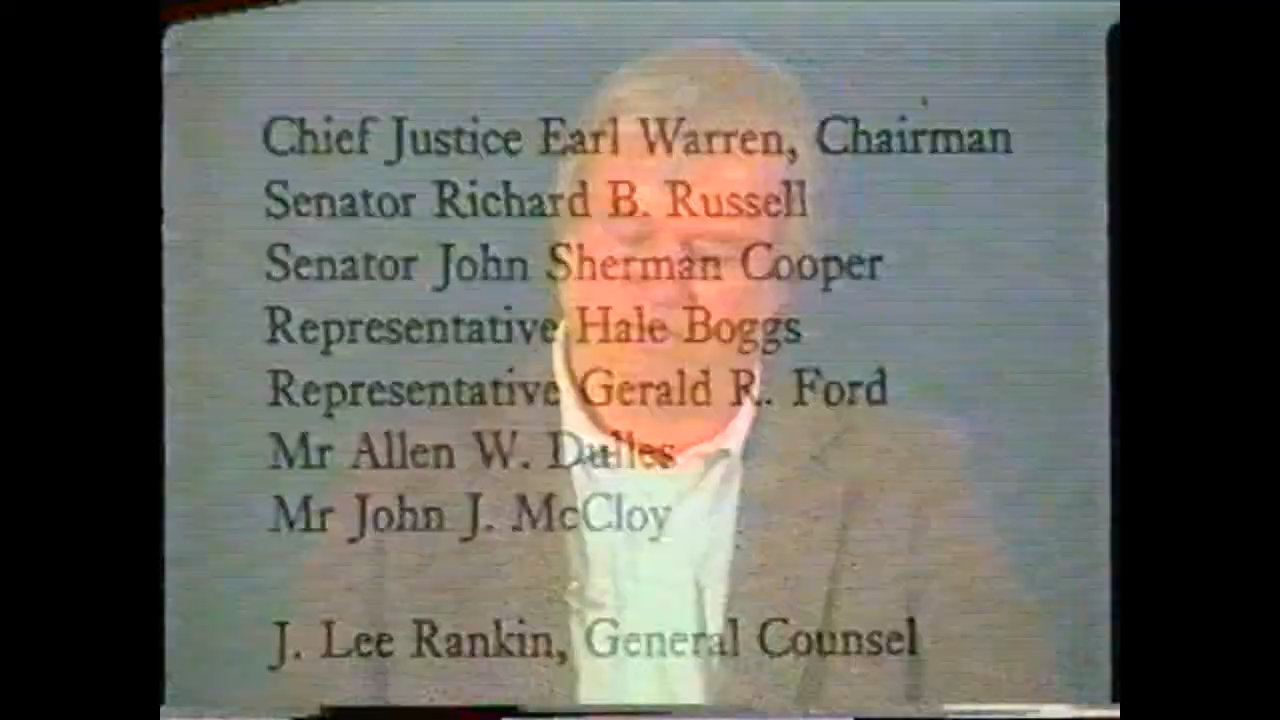 Chief Justice Earl Warren, Chairman
Senator Richard B. Russell
Senator John Sherman Cooper
Representative Hale Boggs
Representative Gerald R. Ford
Mr Allen W. Dulles
Mr John J. McCloy
J. Lee Rankin, General Counsel